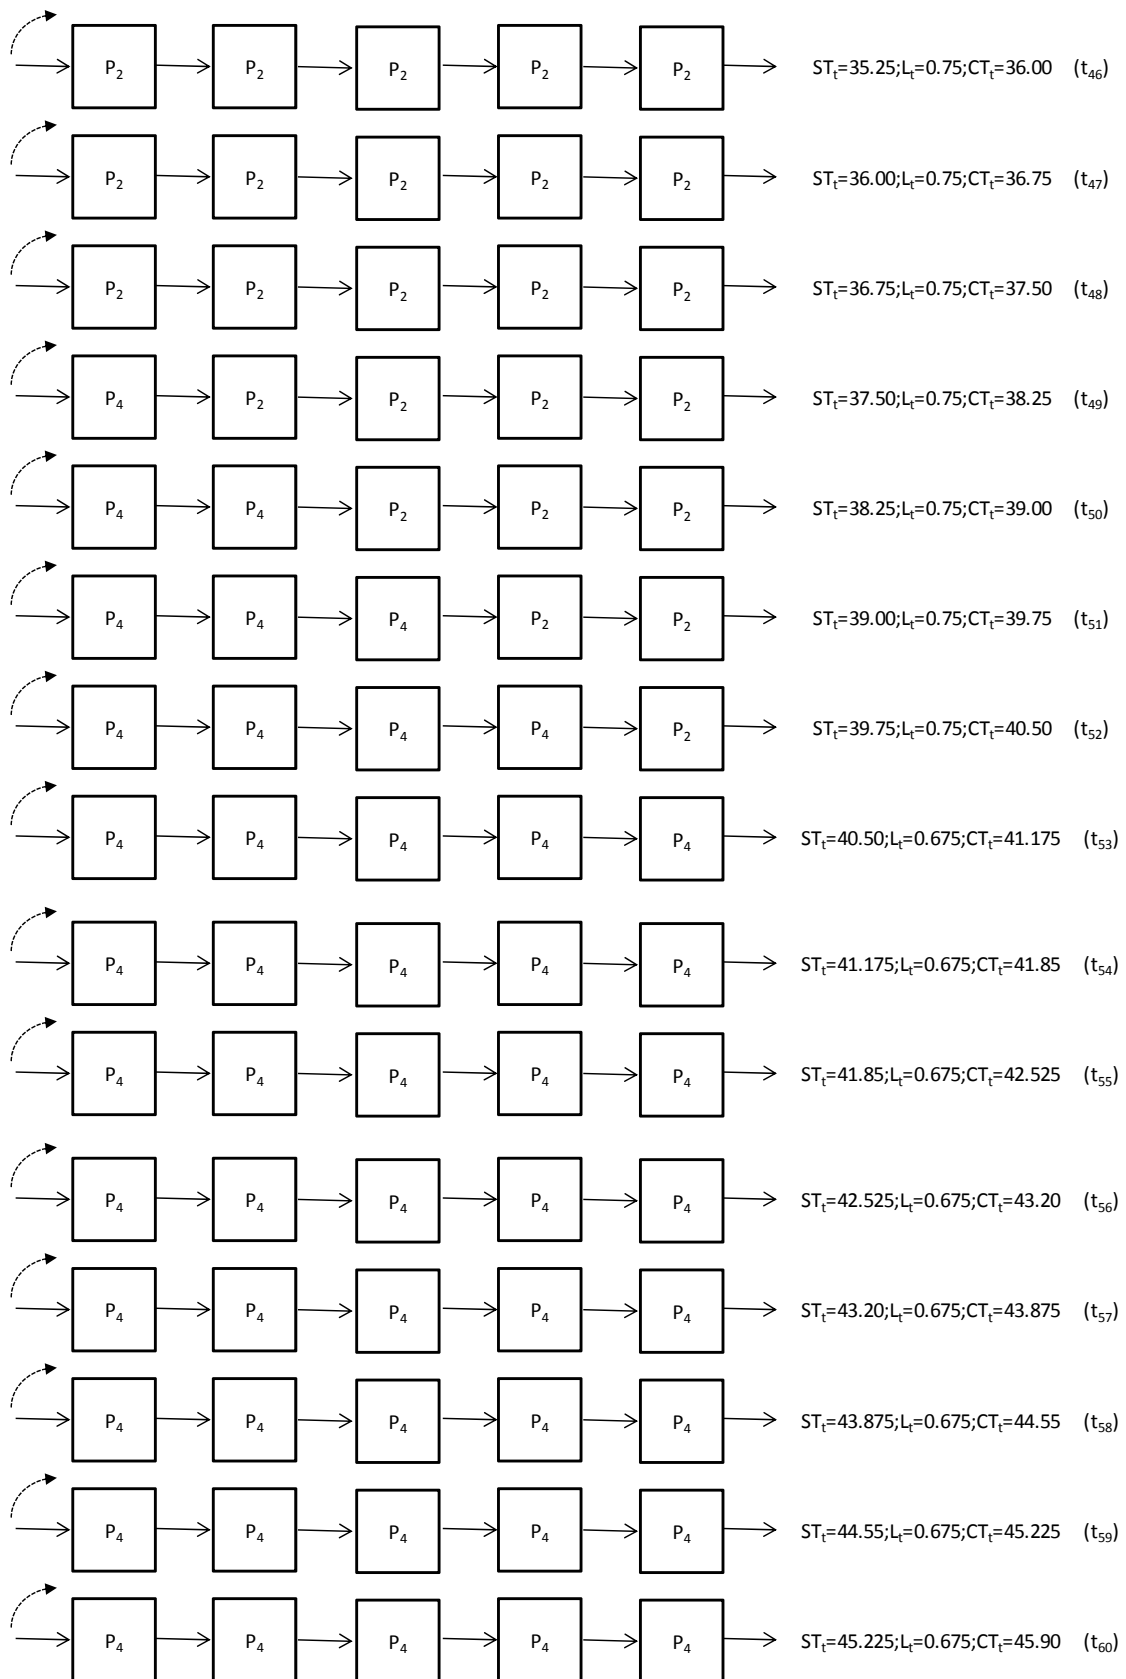 P₂ P₂ P₂ P₂ P₂ STₜ=35.25;Lₜ=0.75;CTₜ=36.00 (t₄₆)
P₂ P₂ P₂ P₂ P₂ STₜ=36.00;Lₜ=0.75;CTₜ=36.75 (t₄₇)
P₂ P₂ P₂ P₂ P₂ STₜ=36.75;Lₜ=0.75;CTₜ=37.50 (t₄₈)
P₄ P₂ P₂ P₂ P₂ STₜ=37.50;Lₜ=0.75;CTₜ=38.25 (t₄₉)
P₄ P₄ P₂ P₂ P₂ STₜ=38.25;Lₜ=0.75;CTₜ=39.00 (t₅₀)
P₄ P₄ P₄ P₂ P₂ STₜ=39.00;Lₜ=0.75;CTₜ=39.75 (t₅₁)
P₄ P₄ P₄ P₄ P₂ STₜ=39.75;Lₜ=0.75;CTₜ=40.50 (t₅₂)
P₄ P₄ P₄ P₄ P₄ STₜ=40.50;Lₜ=0.675;CTₜ=41.175 (t₅₃)
P₄ P₄ P₄ P₄ P₄ STₜ=41.175;Lₜ=0.675;CTₜ=41.85 (t₅₄)
P₄ P₄ P₄ P₄ P₄ STₜ=41.85;Lₜ=0.675;CTₜ=42.525 (t₅₅)
P₄ P₄ P₄ P₄ P₄ STₜ=42.525;Lₜ=0.675;CTₜ=43.20 (t₅₆)
P₄ P₄ P₄ P₄ P₄ STₜ=43.20;Lₜ=0.675;CTₜ=43.875 (t₅₇)
P₄ P₄ P₄ P₄ P₄ STₜ=43.875;Lₜ=0.675;CTₜ=44.55 (t₅₈)
P₄ P₄ P₄ P₄ P₄ STₜ=44.55;Lₜ=0.675;CTₜ=45.225 (t₅₉)
P₄ P₄ P₄ P₄ P₄ STₜ=45.225;Lₜ=0.675;CTₜ=45.90 (t₆₀)